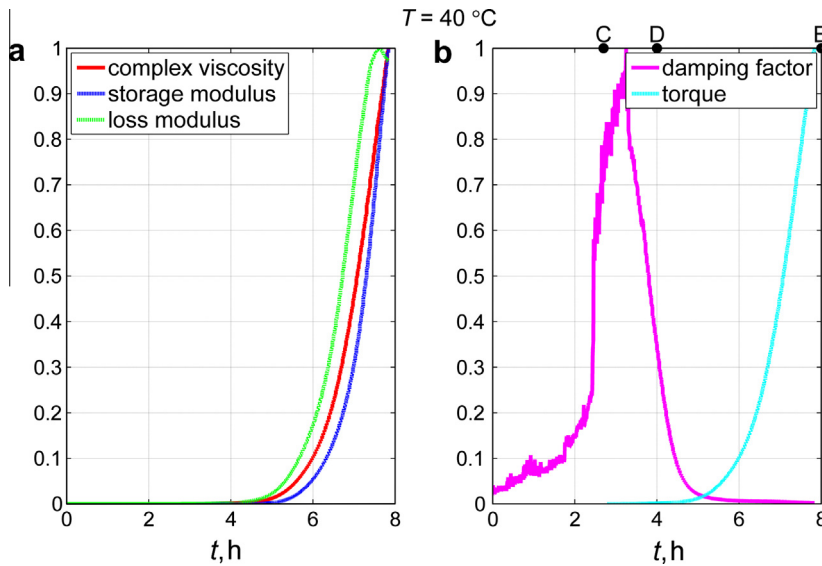 T = 40 °C
a
complex viscosity
storage modulus
loss modulus
1
0.9
0.8
0.7
0.6
0.5
0.4
0.3
0.2
0.1
0
0 2 4 6 8
t, h
b
C D E
damping factor
torque
1
0.9
0.8
0.7
0.6
0.5
0.4
0.3
0.2
0.1
0
0 2 4 6 8
t, h